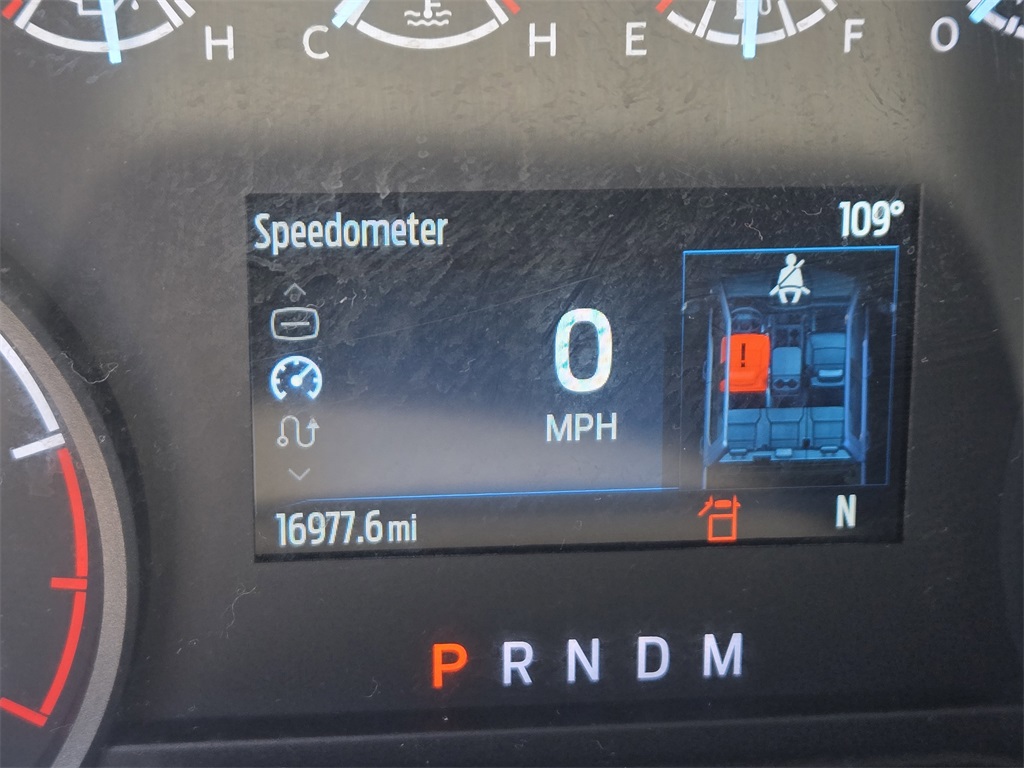 H C H E F O
Speedometer 109°
0
MPH
!
16977.6 mi N
P R N D M